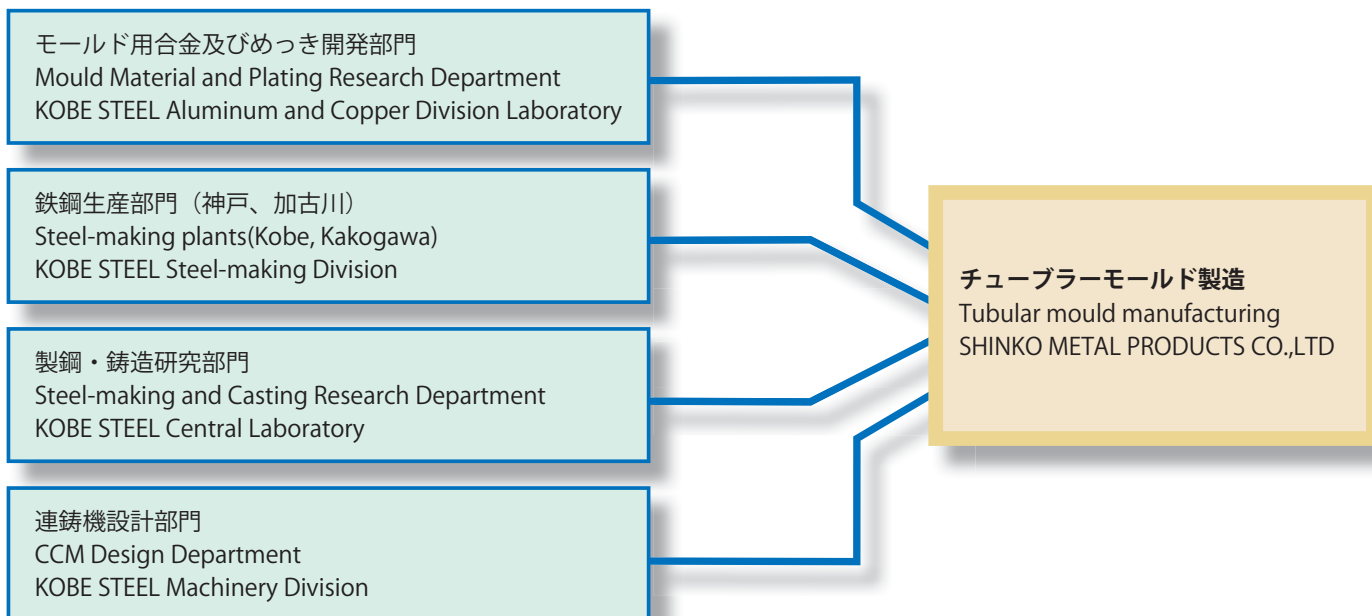 モールド用合金及びめっき開発部門
Mould Material and Plating Research Department
KOBE STEEL Aluminum and Copper Division Laboratory
鉄鋼生産部門（神戸、加古川）
Steel-making plants(Kobe, Kakogawa)
KOBE STEEL Steel-making Division
製鋼・鋳造研究部門
Steel-making and Casting Research Department
KOBE STEEL Central Laboratory
連鋳機設計部門
CCM Design Department
KOBE STEEL Machinery Division
チューブラーモールド製造
Tubular mould manufacturing
SHINKO METAL PRODUCTS CO.,LTD